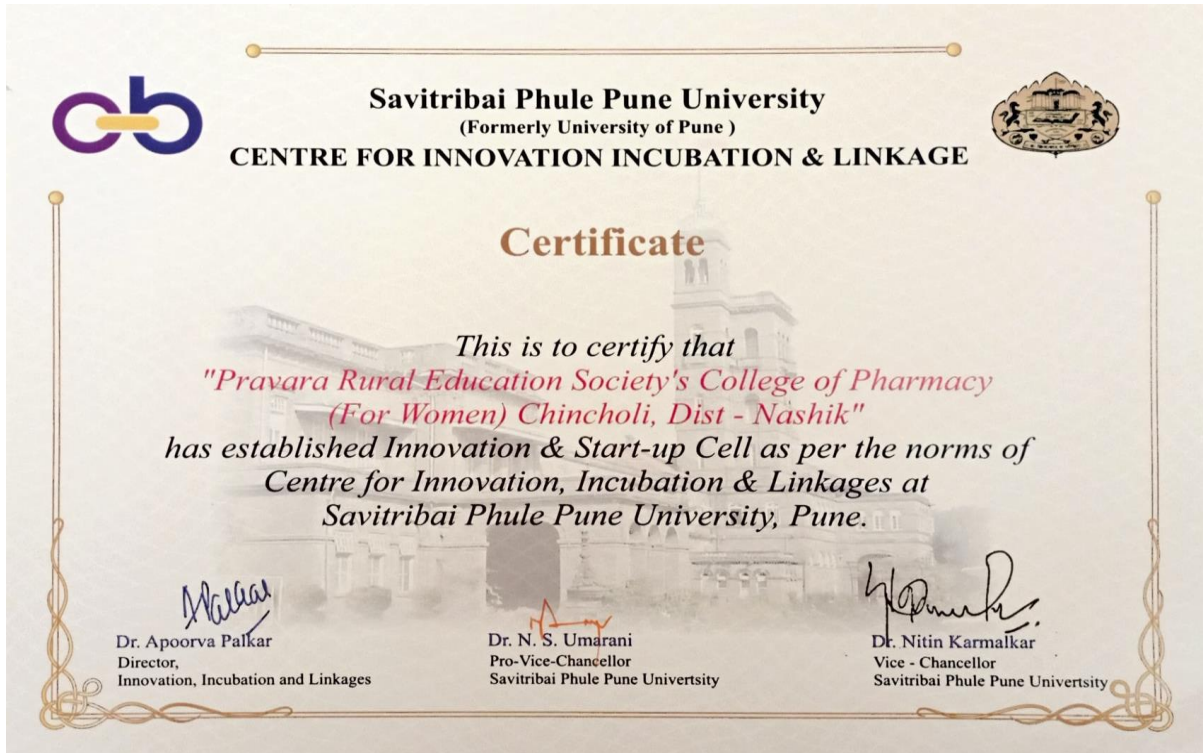 Savitribai Phule Pune University
(Formerly University of Pune )
CENTRE FOR INNOVATION INCUBATION & LINKAGE
Certificate
This is to certify that
"Pravara Rural Education Society's College of Pharmacy
(For Women) Chincholi, Dist - Nashik"
has established Innovation & Start-up Cell as per the norms of
Centre for Innovation, Incubation & Linkages at
Savitribai Phule Pune University, Pune.
Dr. Apoorva Palkar
Director,
Innovation, Incubation and Linkages
Dr. N. S. Umarani
Pro-Vice-Chancellor
Savitribai Phule Pune Univertsity
Dr. Nitin Karmalkar
Vice - Chancellor
Savitribai Phule Pune Univertsity